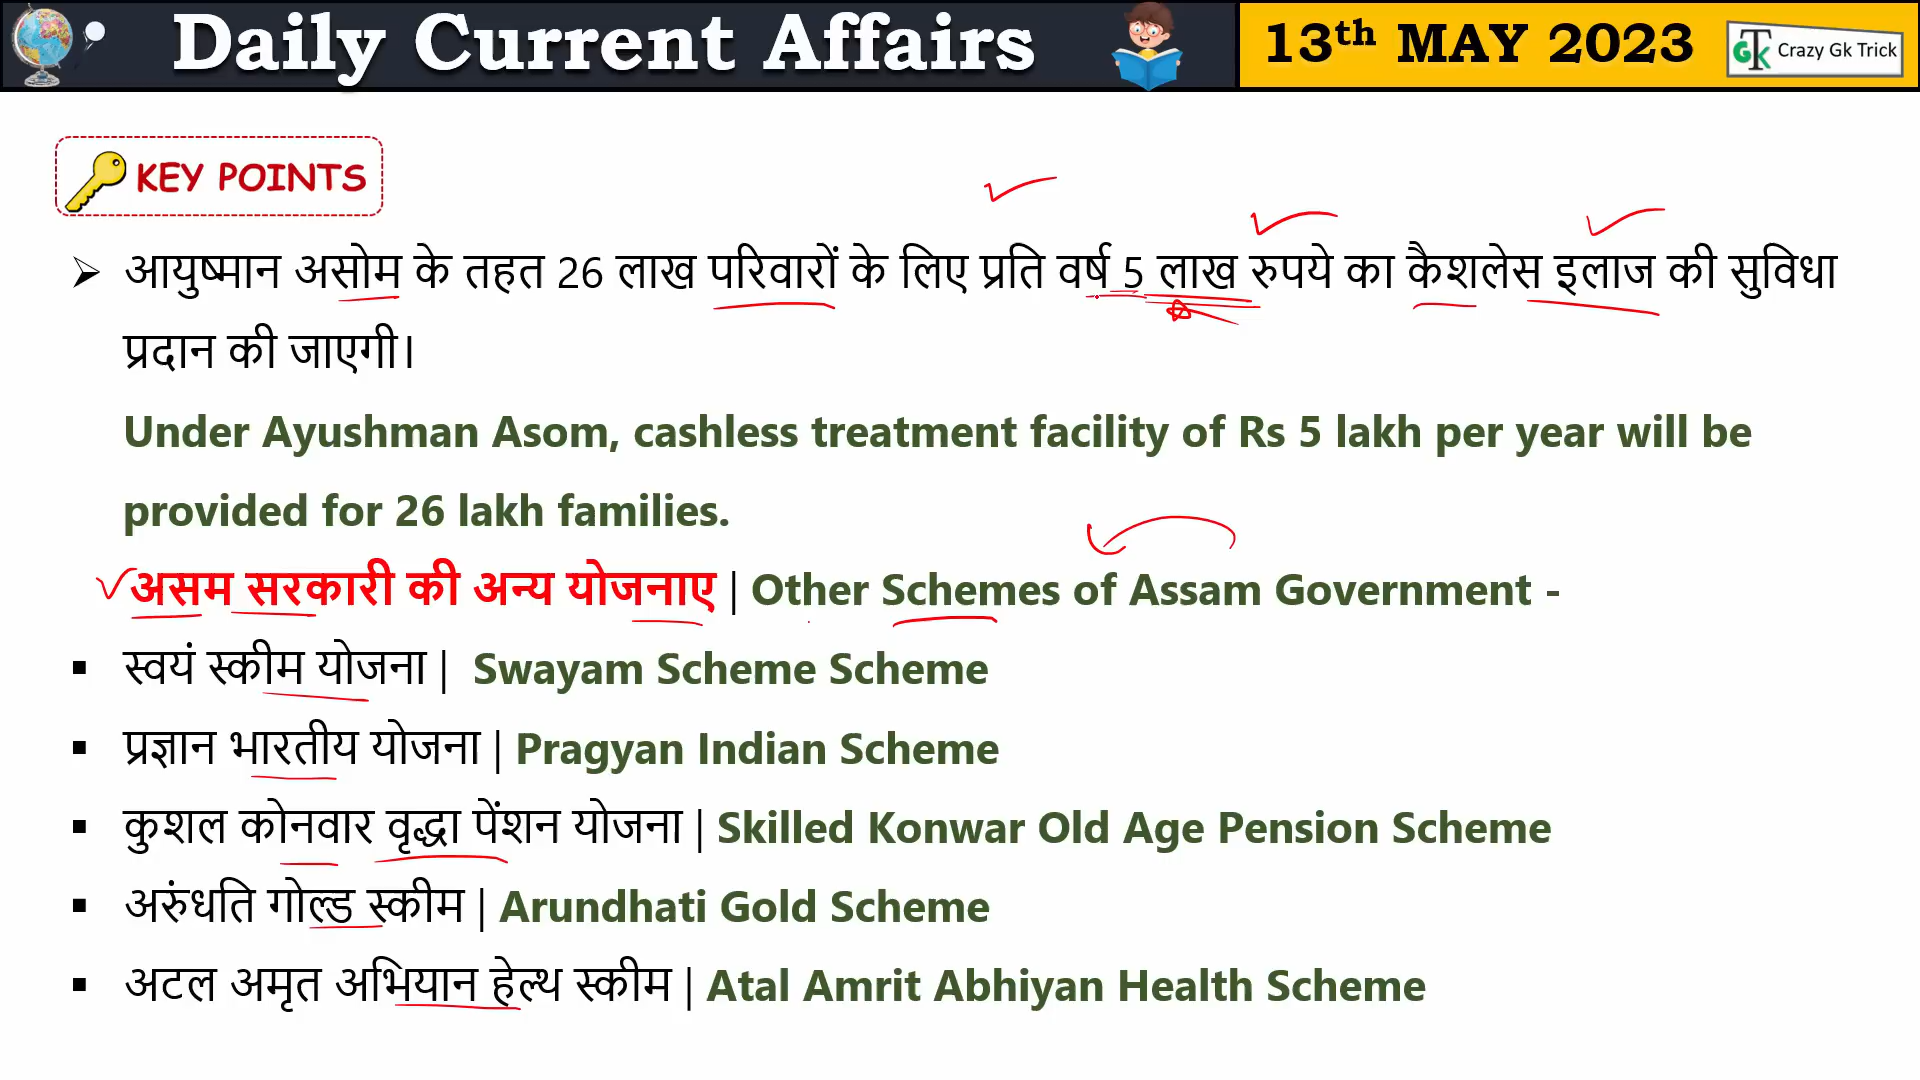 Daily Current Affairs
13th MAY 2023
GTK Crazy Gk Trick
KEY POINTS
➢ आयुष्मान असोम के तहत 26 लाख परिवारों के लिए प्रति वर्ष 5 लाख रुपये का कैशलेस इलाज की सुविधा
प्रदान की जाएगी।
Under Ayushman Asom, cashless treatment facility of Rs 5 lakh per year will be
provided for 26 lakh families.
असम सरकारी की अन्य योजनाए | Other Schemes of Assam Government -
▪ स्वयं स्कीम योजना | Swayam Scheme Scheme
▪ प्रज्ञान भारतीय योजना | Pragyan Indian Scheme
▪ कुशल कोनवार वृद्धा पेंशन योजना | Skilled Konwar Old Age Pension Scheme
▪ अरुंधति गोल्ड स्कीम | Arundhati Gold Scheme
▪ अटल अमृत अभियान हेल्थ स्कीम | Atal Amrit Abhiyan Health Scheme